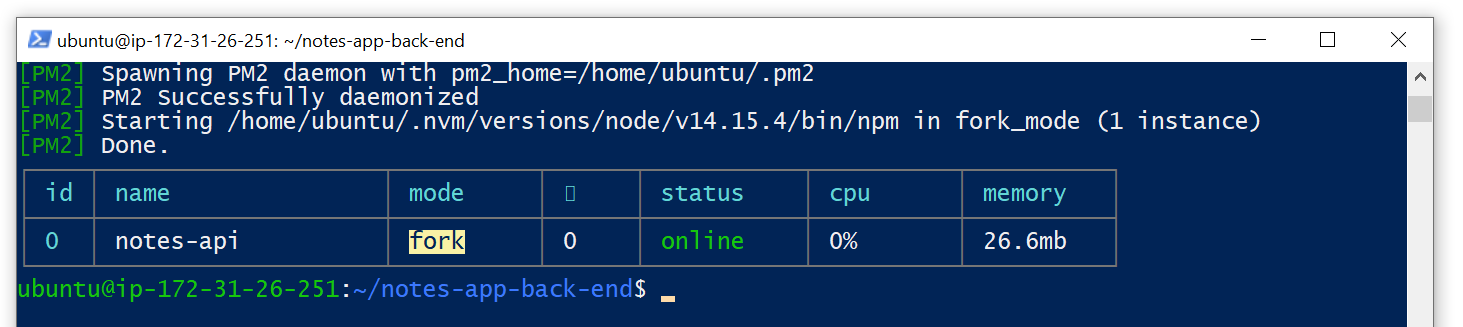 ubuntu@ip-172-31-26-251: ~/notes-app-back-end
[PM2] Spawning PM2 daemon with pm2_home=/home/ubuntu/.pm2
[PM2] PM2 Successfully daemonized
[PM2] Starting /home/ubuntu/.nvm/versions/node/v14.15.4/bin/npm in fork_mode (1 instance)
[PM2] Done.
id name mode status cpu memory
0 notes-api fork 0 online 0% 26.6mb
ubuntu@ip-172-31-26-251:~/notes-app-back-end$